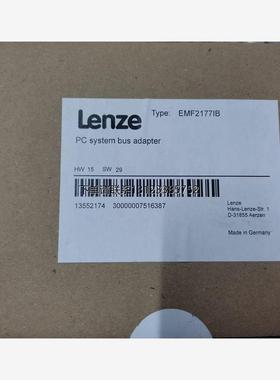 Lenze
Type: EMF2177IB
PC system bus adapter
HW 15 SW 29
13552174 30000007516387
Lenze
Hans-Lenze-Str. 1
D-31855 Aerzen
Made in Germany